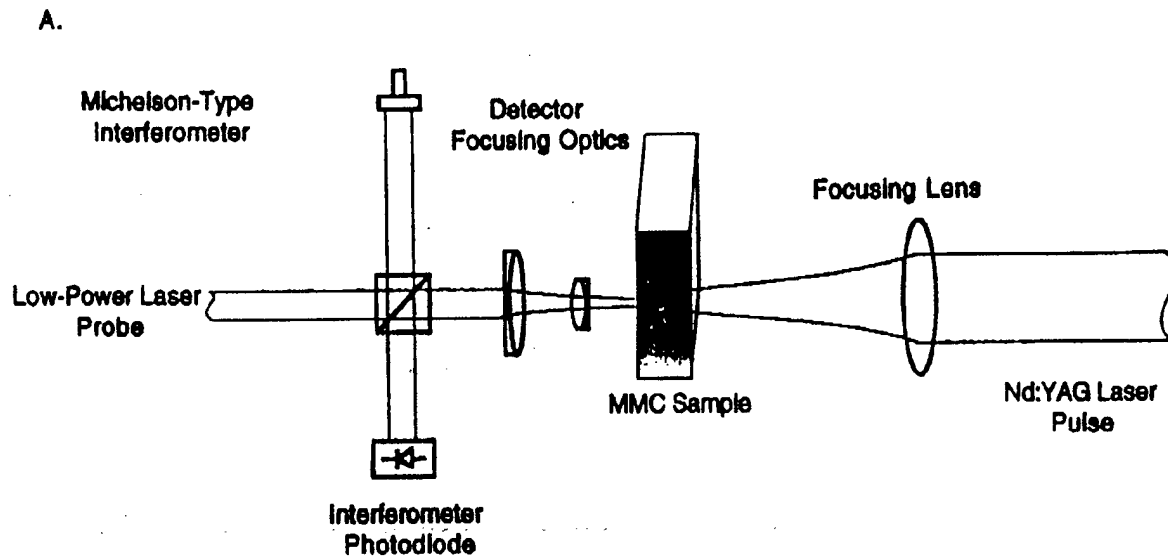 A.
Michelson-Type
Interferometer
Detector
Focusing Optics
Focusing Lens
Low-Power Laser
Probe
MMC Sample
Nd:YAG Laser
Pulse
Interferometer
Photodiode